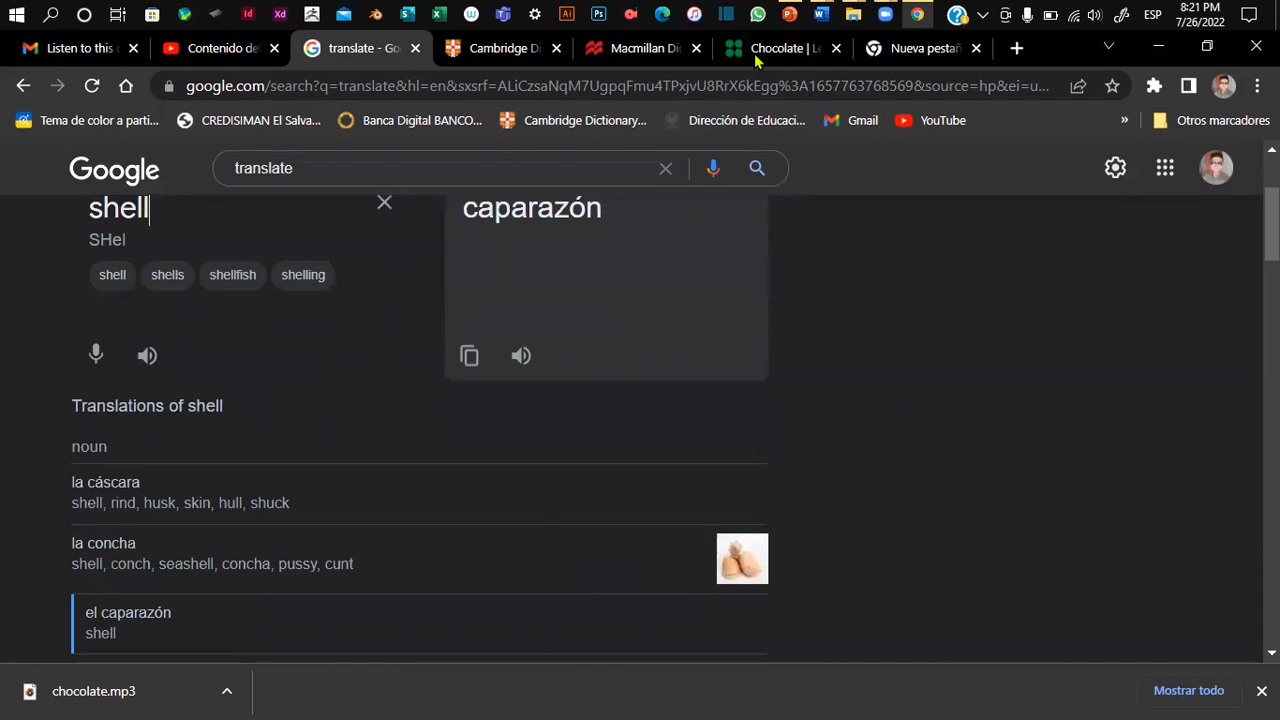 8:21 PM
ESP
7/26/2022
Listen to this c
Contenido del
translate - Goo
Cambridge Di
Macmillan Dic
Chocolate | Le
Nueva pestañ
google.com/search?q=translate&hl=en&sxsrf=ALiCzsaNqM7UgpqFmu4TPxjvU8RrX6kEgg%3A1657763768569&source=hp&ei=u...
Tema de color a parti...
CREDISIMAN El Salva...
Banca Digital BANCO...
Cambridge Dictionary...
Dirección de Educaci...
Gmail
YouTube
»
Otros marcadores
Google
translate
shell
caparazón
SHel
shell
shells
shellfish
shelling
Translations of shell
noun
la cáscara
shell, rind, husk, skin, hull, shuck
la concha
shell, conch, seashell, concha, pussy, cunt
el caparazón
shell
chocolate.mp3
Mostrar todo